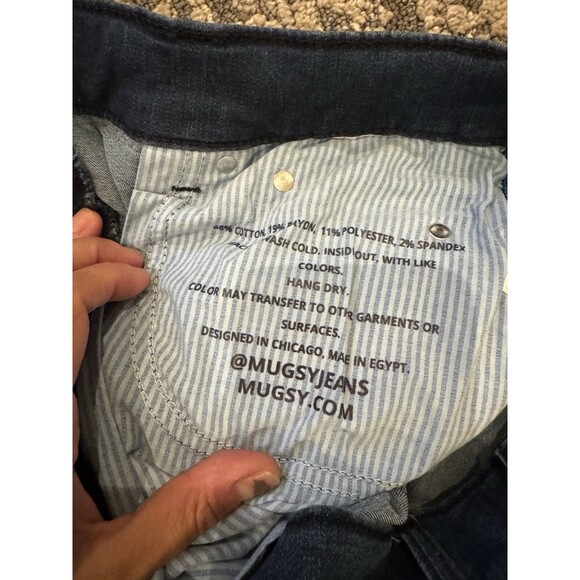 68% COTTON, 19% RAYON, 11% POLYESTER, 2% SPANDEX
WASH COLD. INSIDE OUT, WITH LIKE
COLORS.
HANG DRY.
COLOR MAY TRANSFER TO OTR GARMENTS OR
SURFACES.
DESIGNED IN CHICAGO, MAE IN EGYPT.
@MUGSYJEANS
MUGSY.COM